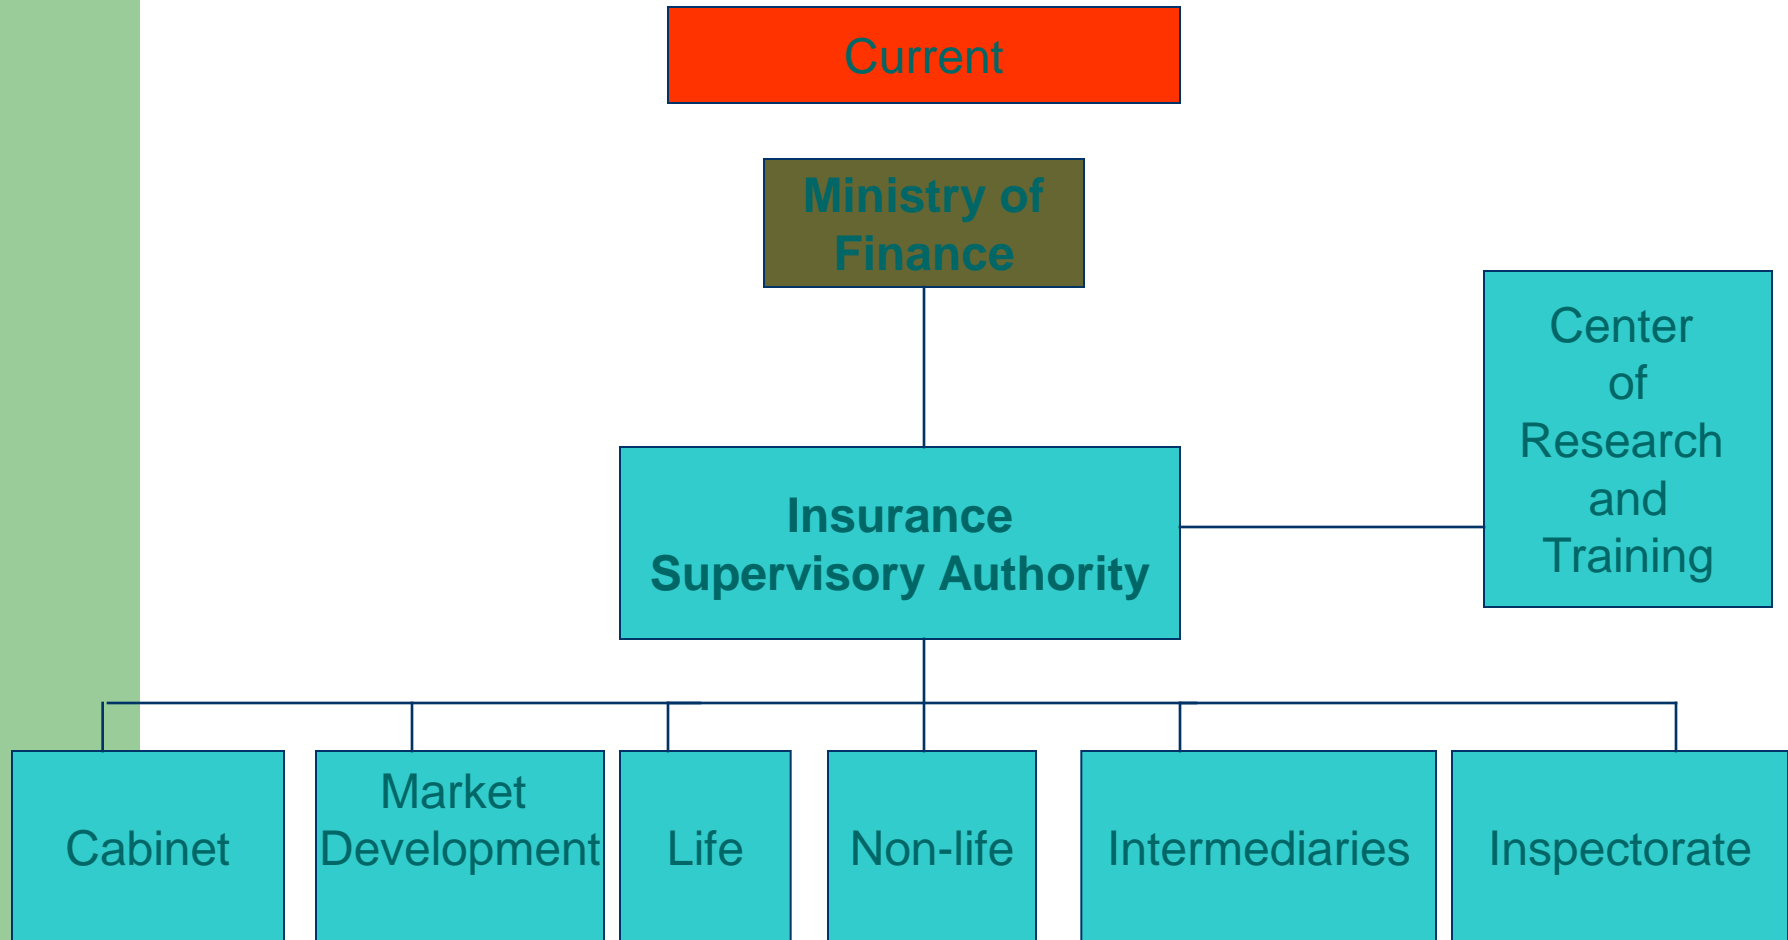 Current
Ministry of
Finance
Center
of
Research
and
Training
Insurance
Supervisory Authority
Cabinet
Market
Development
Life
Non-life
Intermediaries
Inspectorate